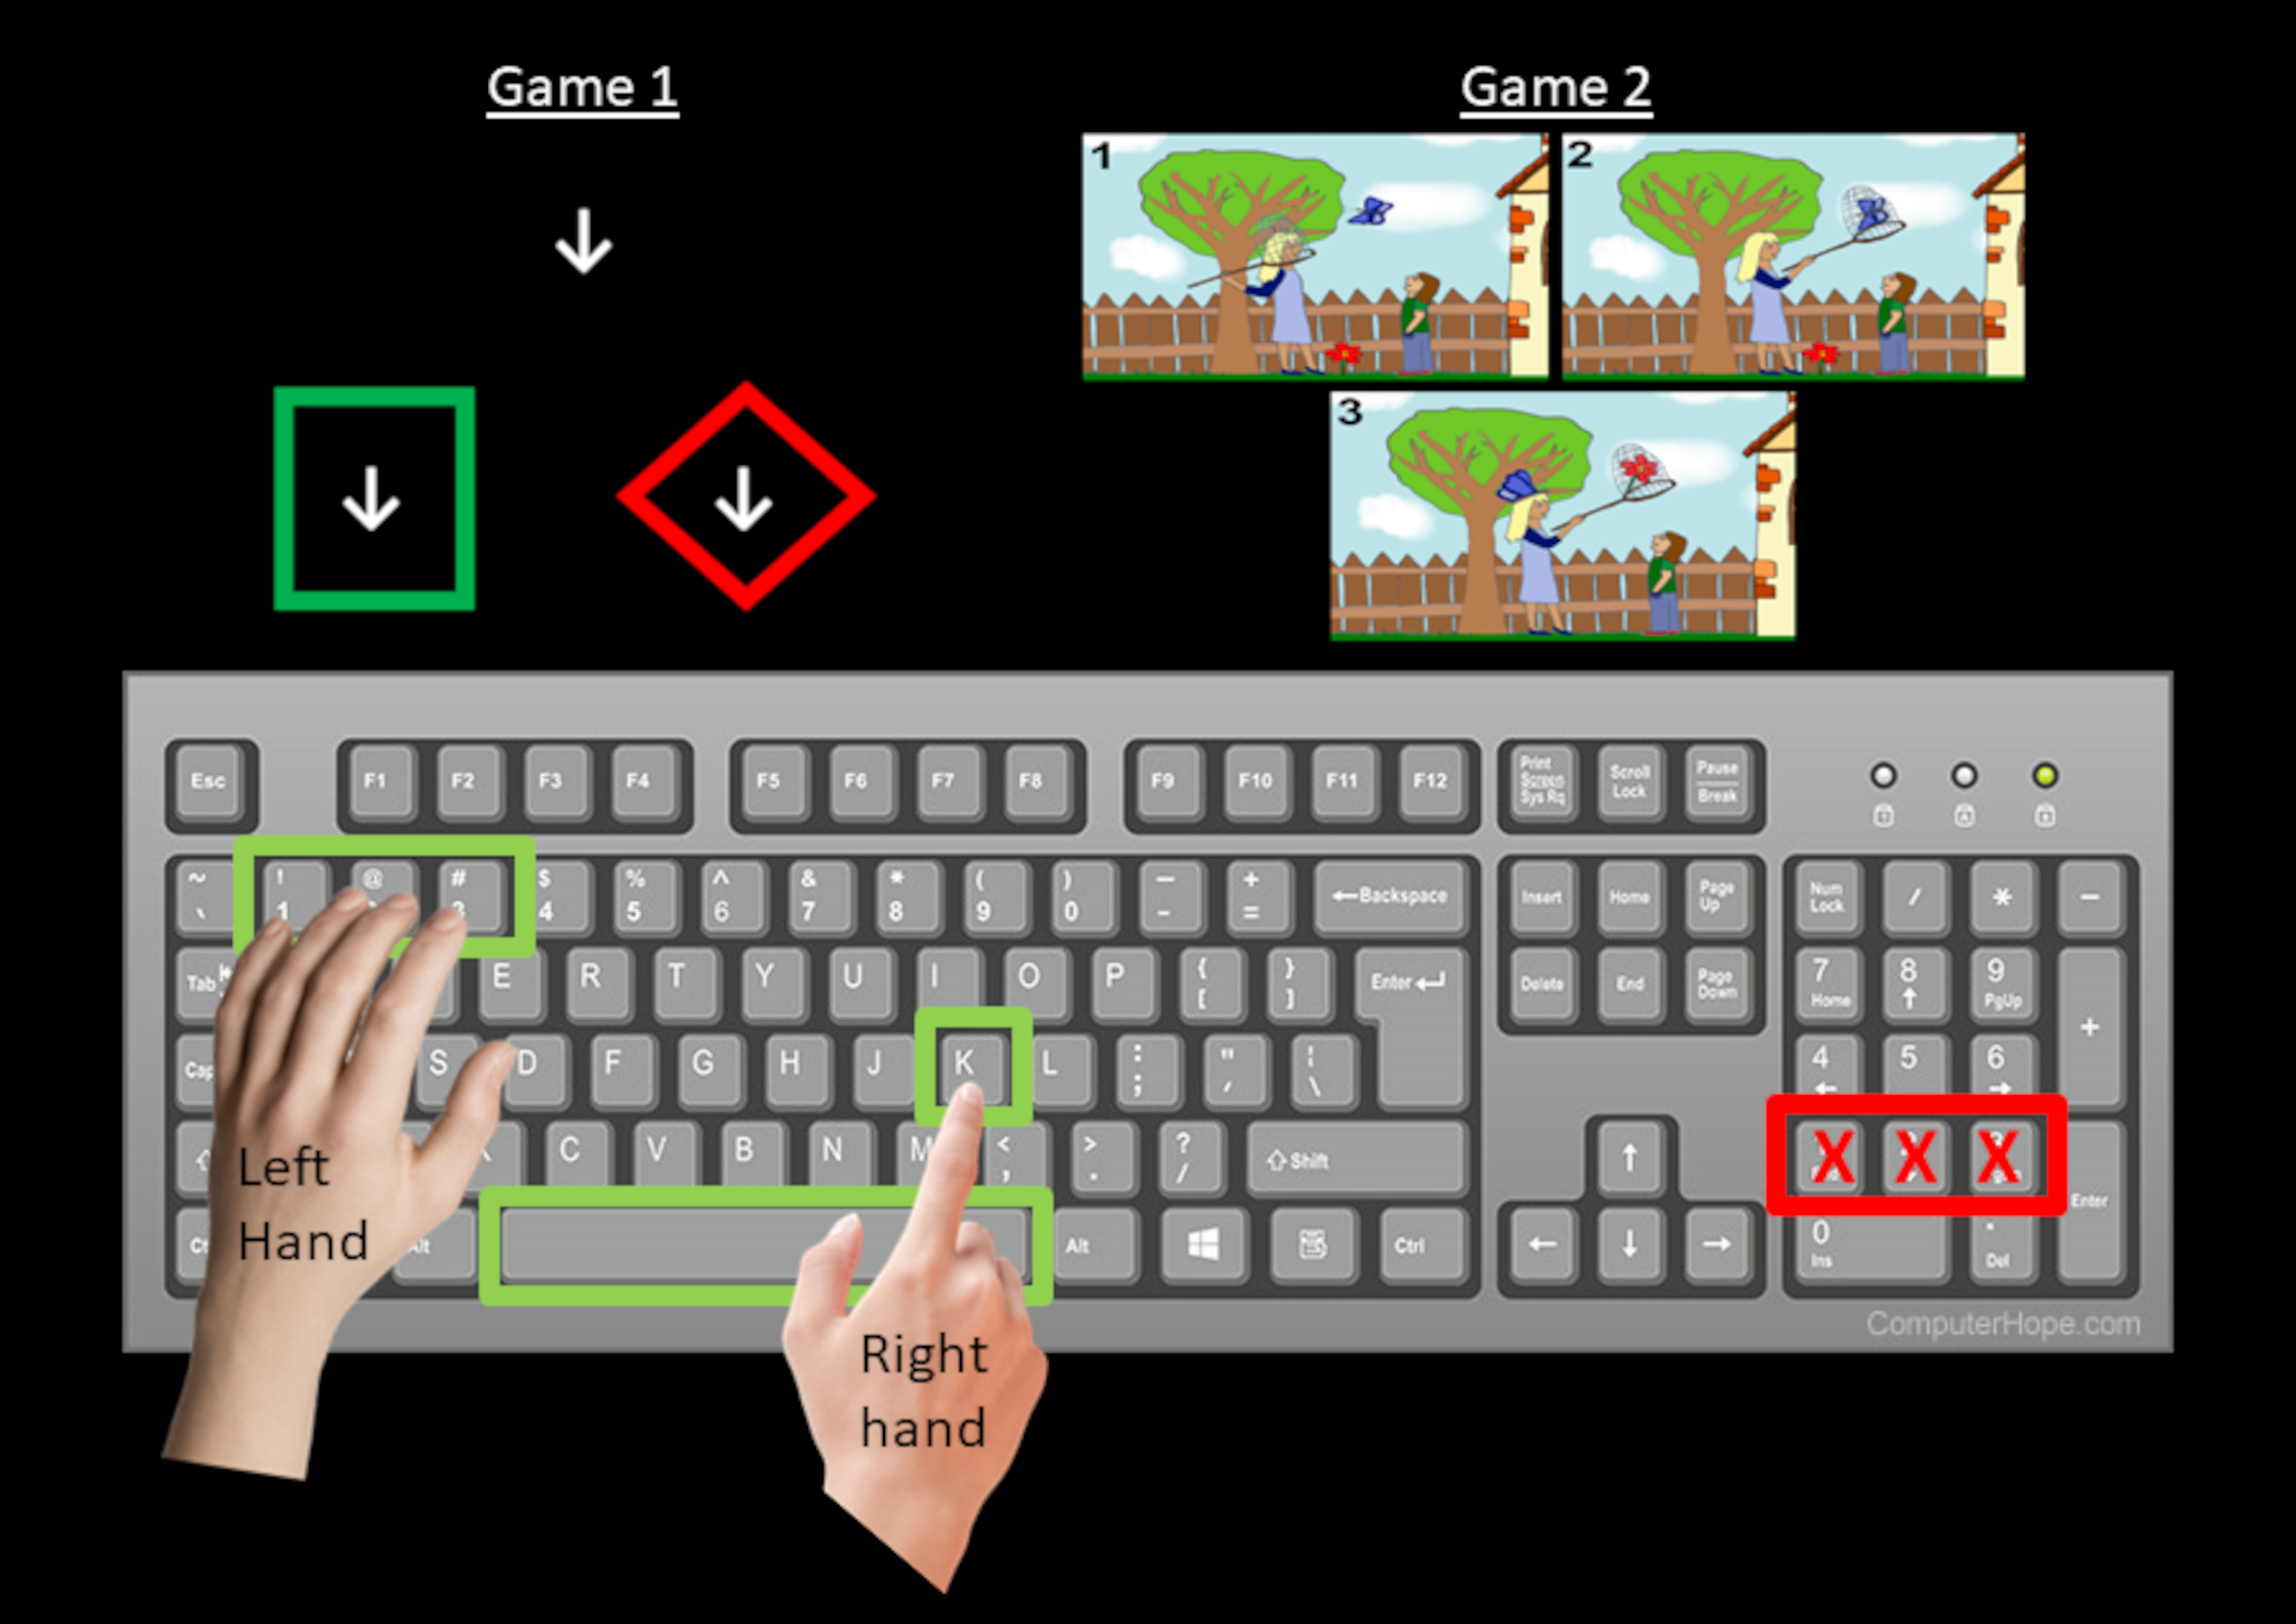 Game 1
Game 2
1
2
3
Esc
F1
F2
F3
F4
F5
F6
F7
F8
F9
F10
F11
F12
Print
Screen
Sys Rq
Scroll
Lock
Pause
Break
~
`
!
1
@
#
3
$
4
%
5
^
6
&
7
*
8
(
9
)
0
—
-
+
=
←Backspace
Insert
Home
Page
Up
Num
Lock
/
*
-
Tab
E
R
T
Y
U
I
O
P
{
[
}
]
Enter
Delete
End
Page
Down
7
Home
8
↑
9
PgUp
+
Cap
S
D
F
G
H
J
K
L
:
;
"
,
¦
\
4
←
5
6
→
C
V
B
N
M
<
,
>
.
?
/
Shift
↑
X X X
Enter
Alt
Alt
Ctrl
←
↓
→
0
Ins
.
Del
ComputerHope.com
Left
Hand
Right
hand